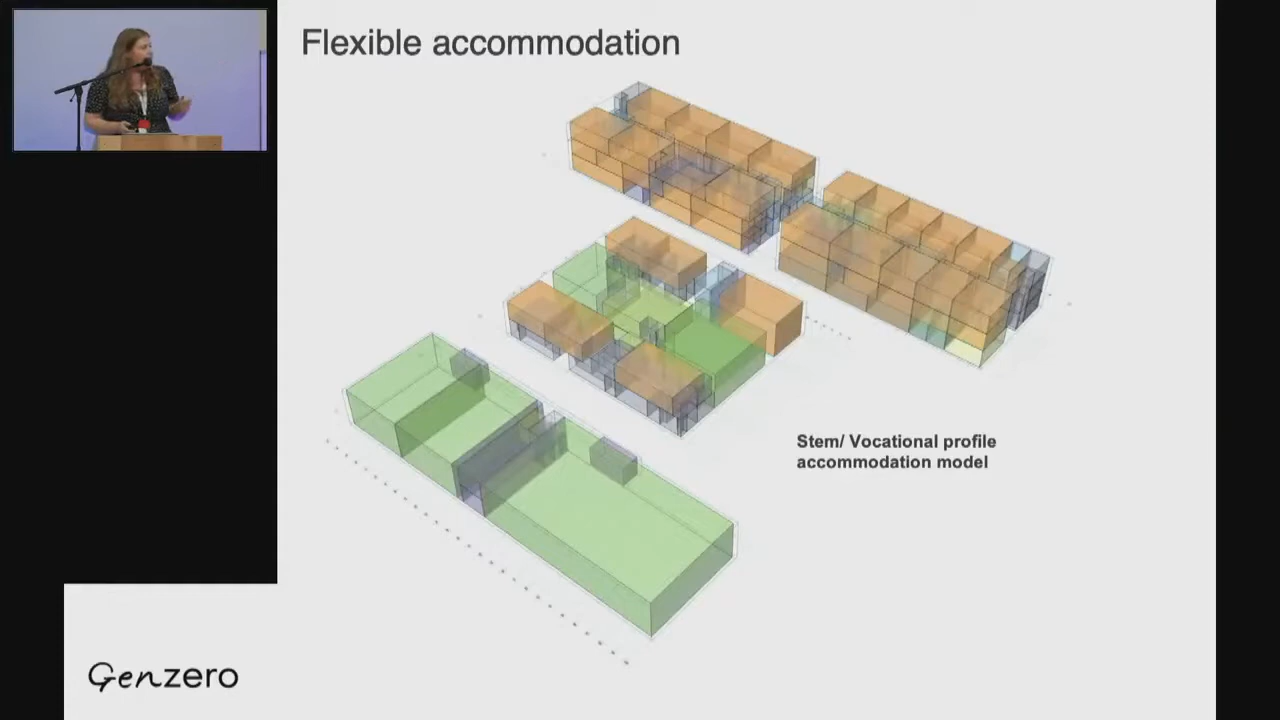 Flexible accommodation
Stem/ Vocational profile
accommodation model
Genzero